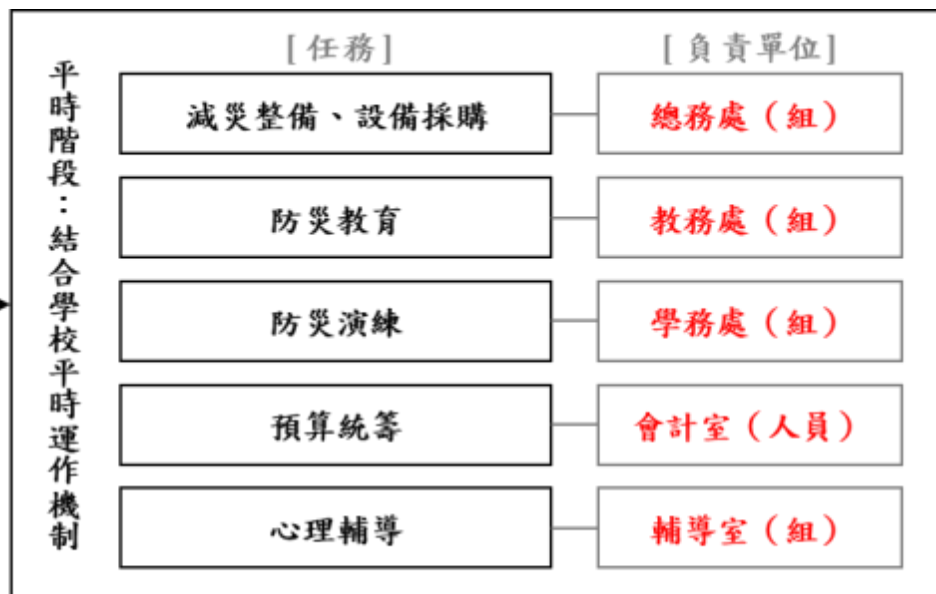 平時階段：結合學校平時運作機制
[任務]
[負責單位]
減災整備、設備採購
總務處（組）
防災教育
教務處（組）
防災演練
學務處（組）
預算統籌
會計室（人員）
心理輔導
輔導室（組）